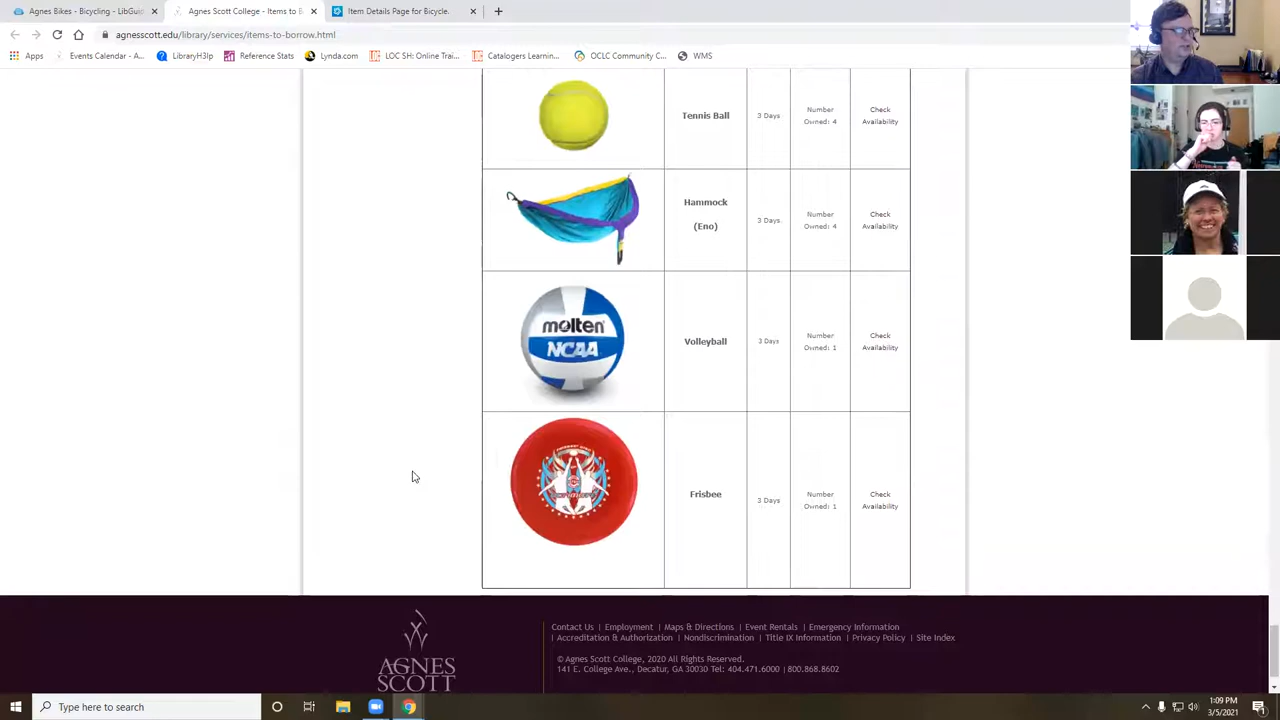 Agnes Bikes - Bicycling - LibGu
Agnes Scott College - Items to B
Item Details Page for Bicycle.
agnesscott.edu/library/services/items-to-borrow.html
Apps
Events Calendar - A...
LibraryH3lp
Reference Stats
Lynda.com
LOC SH: Online Trai...
Catalogers Learnin...
OCLC Community C...
WMS
Tennis Ball
3 Days
Number
Owned: 4
Check
Availability
Hammock
(Eno)
3 Days
Number
Owned: 4
Check
Availability
molten
NCAA
Volleyball
3 Days
Number
Owned: 1
Check
Availability
Frisbee
3 Days
Number
Owned: 1
Check
Availability
AGNES
SCOTT
Contact Us | Employment | Maps & Directions | Event Rentals | Emergency Information
| Accreditation & Authorization | Nondiscrimination | Title IX Information | Privacy Policy | Site Index
© Agnes Scott College, 2020 All Rights Reserved.
141 E. College Ave., Decatur, GA 30030 Tel: 404.471.6000 | 800.868.8602
Type here to search
1:09 PM
3/5/2021